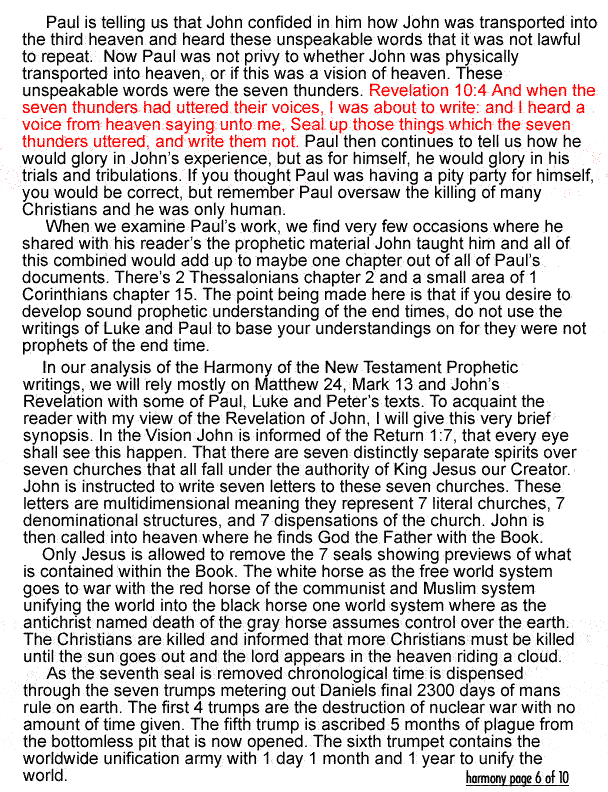 Paul is telling us that John confided in him how John was transported into
the third heaven and heard these unspeakable words that it was not lawful
to repeat.  Now Paul was not privy to whether John was physically
transported into heaven, or if this was a vision of heaven. These
unspeakable words were the seven thunders. Revelation 10:4 And when the
seven thunders had uttered their voices, I was about to write: and I heard a
voice from heaven saying unto me, Seal up those things which the seven
thunders uttered, and write them not. Paul then continues to tell us how he
would glory in John's experience, but as for himself, he would glory in his
trials and tribulations. If you thought Paul was having a pity party for himself,
you would be correct, but remember Paul oversaw the killing of many
Christians and he was only human.
When we examine Paul's work, we find very few occasions where he
shared with his reader's the prophetic material John taught him and all of
this combined would add up to maybe one chapter out of all of Paul's
documents. There's 2 Thessalonians chapter 2 and a small area of 1
Corinthians chapter 15. The point being made here is that if you desire to
develop sound prophetic understanding of the end times, do not use the
writings of Luke and Paul to base your understandings on for they were not
prophets of the end time.
In our analysis of the Harmony of the New Testament Prophetic
writings, we will rely mostly on Matthew 24, Mark 13 and John's
Revelation with some of Paul, Luke and Peter's texts. To acquaint the
reader with my view of the Revelation of John, I will give this very brief
synopsis. In the Vision John is informed of the Return 1:7, that every eye
shall see this happen. That there are seven distinctly separate spirits over
seven churches that all fall under the authority of King Jesus our Creator.
John is instructed to write seven letters to these seven churches. These
letters are multidimensional meaning they represent 7 literal churches, 7
denominational structures, and 7 dispensations of the church. John is
then called into heaven where he finds God the Father with the Book.
Only Jesus is allowed to remove the 7 seals showing previews of what
is contained within the Book. The white horse as the free world system
goes to war with the red horse of the communist and Muslim system
unifying the world into the black horse one world system where as the
antichrist named death of the gray horse assumes control over the earth.
The Christians are killed and informed that more Christians must be killed
until the sun goes out and the lord appears in the heaven riding a cloud.
As the seventh seal is removed chronological time is dispensed
through the seven trumps metering out Daniels final 2300 days of mans
rule on earth. The first 4 trumps are the destruction of nuclear war with no
amount of time given. The fifth trump is ascribed 5 months of plague from
the bottomless pit that is now opened. The sixth trumpet contains the
worldwide unification army with 1 day 1 month and 1 year to unify the
world.
harmony page 6 of 10